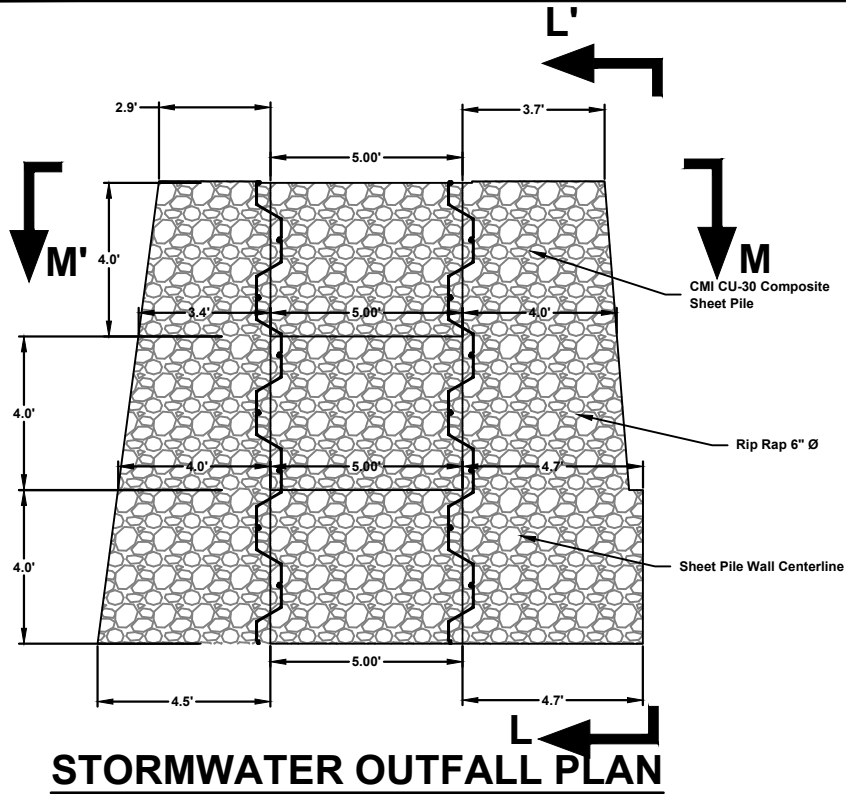 L'
2.9'
3.7'
5.00'
M'
4.0'
M
CMI CU-30 Composite
Sheet Pile
3.4'
5.00'
4.0'
4.0'
Rip Rap 6" Ø
4.0'
5.00'
4.7'
4.0'
Sheet Pile Wall Centerline
5.00'
4.5'
4.7'
L
STORMWATER OUTFALL PLAN